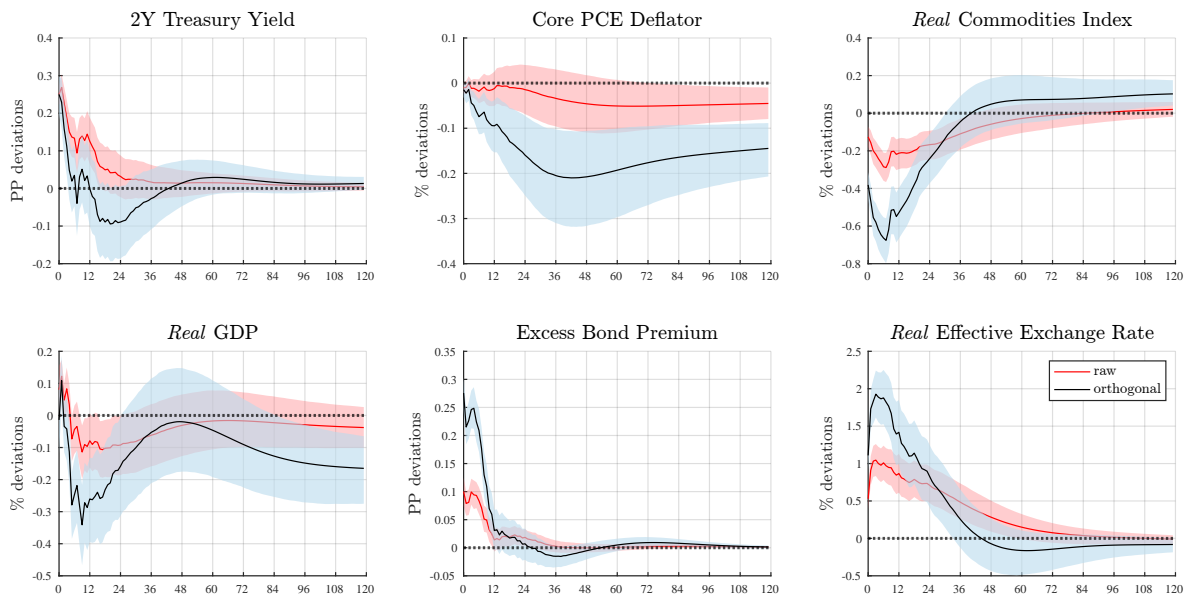 2Y Treasury Yield
PP deviations
0.4
0.3
0.2
0.1
0
-0.1
-0.2
0 12 24 36 48 60 72 84 96 108 120
Core PCE Deflator
% deviations
0.1
0
-0.1
-0.2
-0.3
-0.4
0 12 24 36 48 60 72 84 96 108 120
Real Commodities Index
% deviations
0.4
0.2
0
-0.2
-0.4
-0.6
-0.8
0 12 24 36 48 60 72 84 96 108 120
Real GDP
% deviations
0.2
0.1
0
-0.1
-0.2
-0.3
-0.4
-0.5
0 12 24 36 48 60 72 84 96 108 120
Excess Bond Premium
PP deviations
0.35
0.3
0.25
0.2
0.15
0.1
0.05
0
-0.05
0 12 24 36 48 60 72 84 96 108 120
Real Effective Exchange Rate
% deviations
2.5
2
1.5
1
0.5
0
-0.5
0 12 24 36 48 60 72 84 96 108 120
raw
orthogonal